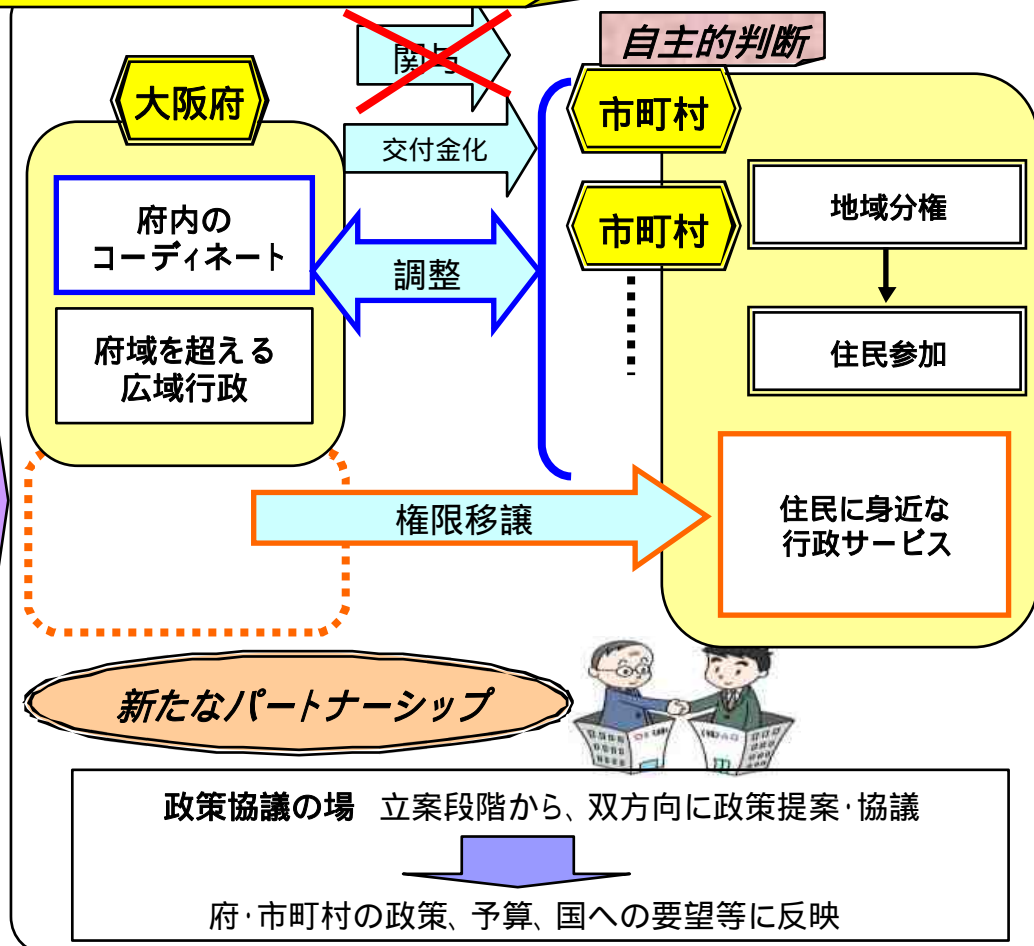 関与
自主的判断
大阪府
市町村
交付金化
府内の
コーディネート
市町村
地域分権
調整
府域を超える
広域行政
住民参加
権限移譲
住民に身近な
行政サービス
新たなパートナーシップ
政策協議の場 立案段階から、双方向に政策提案・協議
府・市町村の政策、予算、国への要望等に反映